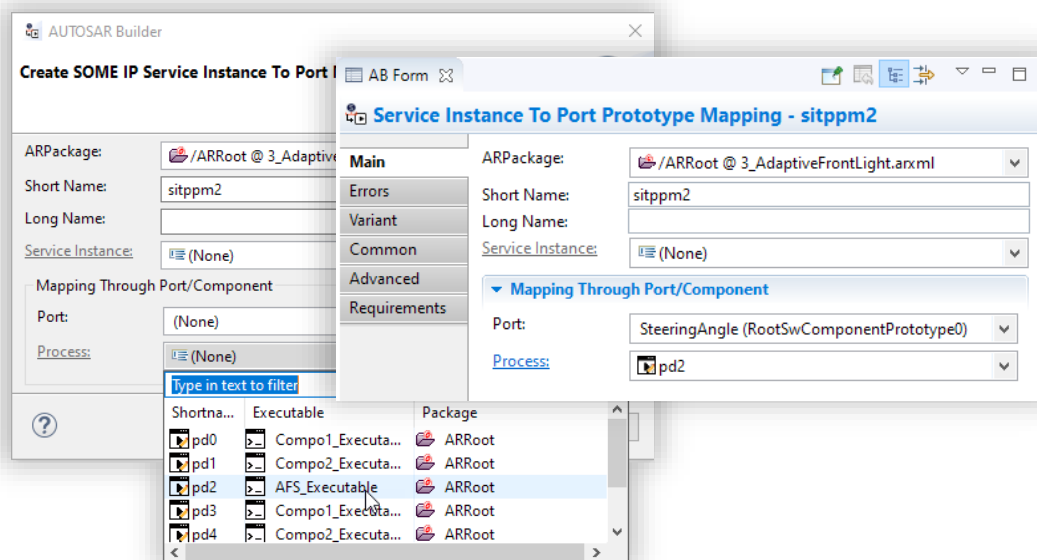 AUTOSAR Builder
Create SOME IP Service Instance To Port
ARPackage:
/ARRoot @ 3_Adaptive
Short Name:
sitppm2
Long Name:
Service Instance:
(None)
Mapping Through Port/Component
Port:
(None)
Process:
(None)
Type in text to filter
Shortna... Executable Package
pd0 Compo1_Executa... ARRoot
pd1 Compo2_Executa... ARRoot
pd2 AFS_Executable ARRoot
pd3 Compo1_Executa... ARRoot
pd4 Compo2_Executa... ARRoot
AB Form
Service Instance To Port Prototype Mapping - sitppm2
Main
Errors
Variant
Common
Advanced
Requirements
ARPackage:
/ARRoot @ 3_AdaptiveFrontLight.arxml
Short Name:
sitppm2
Long Name:
Service Instance:
(None)
Mapping Through Port/Component
Port:
SteeringAngle (RootSwComponentPrototype0)
Process:
pd2